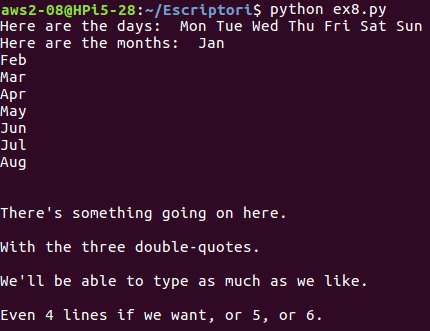 aws2-08@HPi5-28:~/Escriptori$ python ex8.py
Here are the days:  Mon Tue Wed Thu Fri Sat Sun
Here are the months:  Jan
Feb
Mar
Apr
May
Jun
Jul
Aug
There's something going on here.
With the three double-quotes.
We'll be able to type as much as we like.
Even 4 lines if we want, or 5, or 6.